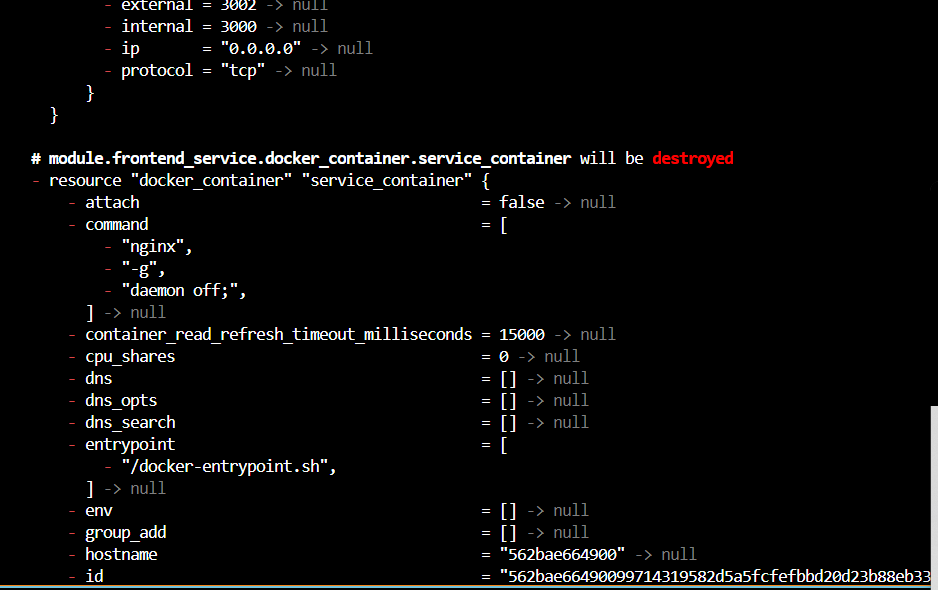 - external = 3002 -> null
- internal = 3000 -> null
- ip       = "0.0.0.0" -> null
- protocol = "tcp" -> null
}
}
# module.frontend_service.docker_container.service_container will be destroyed
- resource "docker_container" "service_container" {
- attach                                      = false -> null
- command                                     = [
- "nginx",
- "-g",
- "daemon off;",
] -> null
- container_read_refresh_timeout_milliseconds = 15000 -> null
- cpu_shares                                  = 0 -> null
- dns                                         = [] -> null
- dns_opts                                    = [] -> null
- dns_search                                  = [] -> null
- entrypoint                                  = [
- "/docker-entrypoint.sh",
] -> null
- env                                         = [] -> null
- group_add                                   = [] -> null
- hostname                                    = "562bae664900" -> null
- id                                          = "562bae66490099714319582d5a5fcfefbbd20d23b88eb33